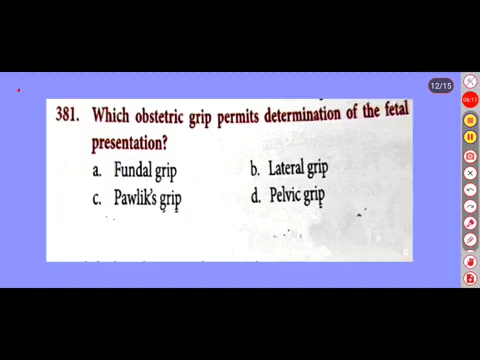 12/15
06:17
381. Which obstetric grip permits determination of the fetal
presentation?
a. Fundal grip b. Lateral grip
c. Pawlik's grip d. Pelvic grip